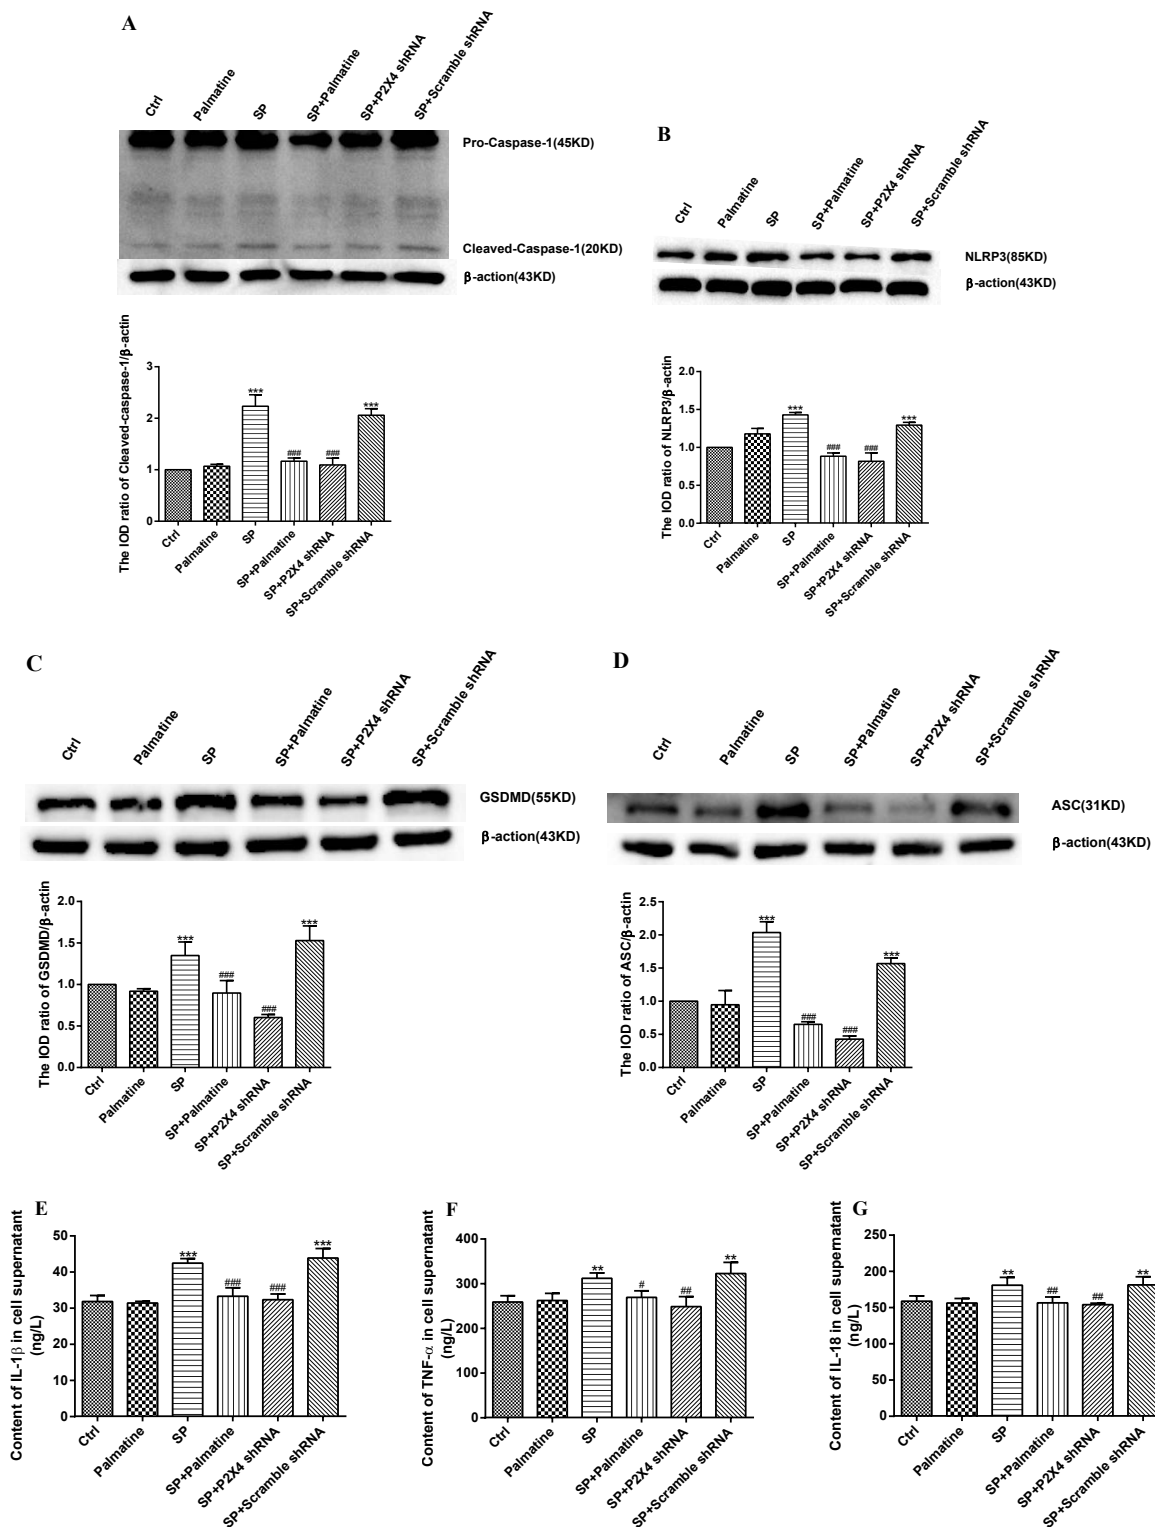 A
Ctrl
Palmatine
SP
SP+Palmatine
SP+P2X4 shRNA
SP+Scramble shRNA
Pro-Caspase-1(45KD)
Cleaved-Caspase-1(20KD)
β-action(43KD)
The IOD ratio of Cleaved-caspase-1/β-actin
3
2
1
0
***
###
###
***
Ctrl
Palmatine
SP
SP+Palmatine
SP+P2X4 shRNA
SP+Scramble shRNA
B
Ctrl
Palmatine
SP
SP+Palmatine
SP+P2X4 shRNA
SP+Scramble shRNA
NLRP3(85KD)
β-action(43KD)
The IOD ratio of NLRP3/β-actin
2.0
1.5
1.0
0.5
0.0
***
###
###
***
Ctrl
Palmatine
SP
SP+Palmatine
SP+P2X4 shRNA
SP+Scramble shRNA
C
Ctrl
Palmatine
SP
SP+Palmatine
SP+P2X4 shRNA
SP+Scramble shRNA
GSDMD(55KD)
β-action(43KD)
The IOD ratio of GSDMD/β-actin
2.0
1.5
1.0
0.5
0.0
***
###
###
***
Ctrl
Palmatine
SP
SP+Palmatine
SP+P2X4 shRNA
SP+Scramble shRNA
D
Ctrl
Palmatine
SP
SP+Palmatine
SP+P2X4 shRNA
SP+Scramble shRNA
ASC(31KD)
β-action(43KD)
The IOD ratio of ASC/β-actin
2.5
2.0
1.5
1.0
0.5
0.0
***
###
###
***
Ctrl
Palmatine
SP
SP+Palmatine
SP+P2X4 shRNA
SP+Scramble shRNA
E
Content of IL-1β in cell supernatant
(ng/L)
50
40
30
20
10
0
***
###
###
***
Ctrl
Palmatine
SP
SP+Palmatine
SP+P2X4 shRNA
SP+Scramble shRNA
F
Content of TNF-α in cell supernatant
(ng/L)
400
300
200
100
0
**
#
##
**
Ctrl
Palmatine
SP
SP+Palmatine
SP+P2X4 shRNA
SP+Scramble shRNA
G
Content of IL-18 in cell supernatant
(ng/L)
250
200
150
100
50
0
**
##
##
**
Ctrl
Palmatine
SP
SP+Palmatine
SP+P2X4 shRNA
SP+Scramble shRNA